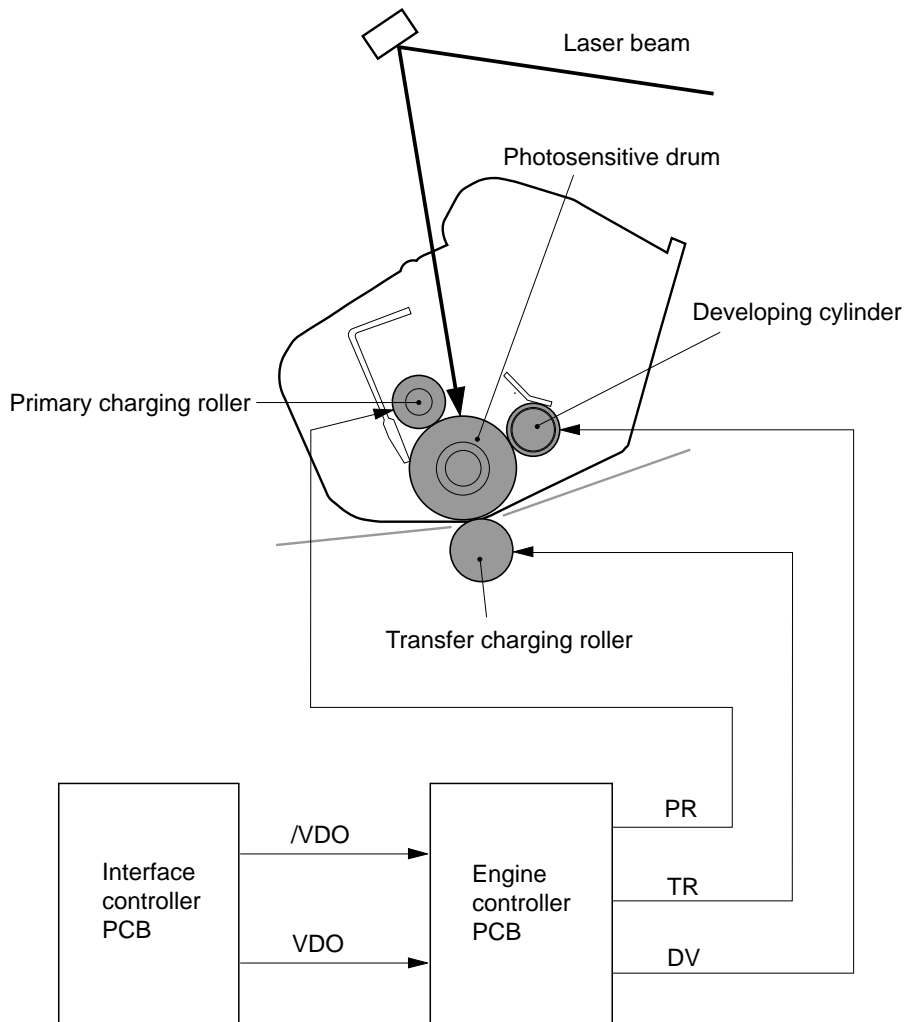 Laser beam
Photosensitive drum
Developing cylinder
Primary charging roller
Transfer charging roller
PR
/VDO
Interface
controller
PCB
Engine
controller
PCB
TR
VDO
DV